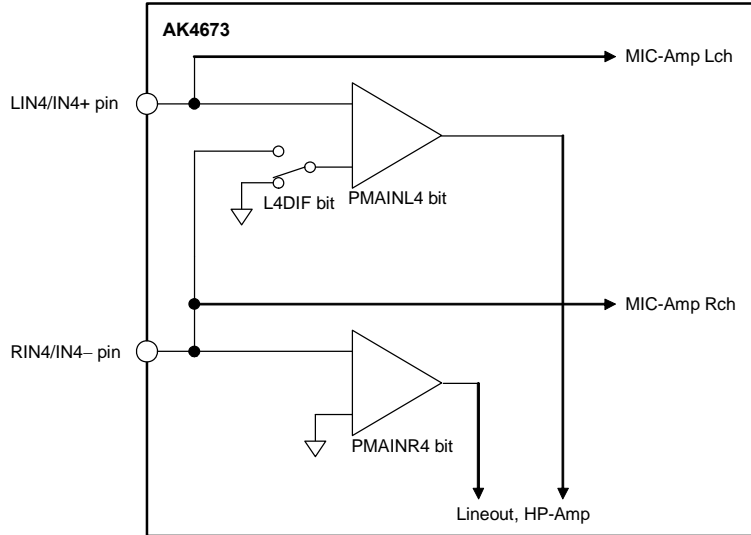 AK4673
MIC-Amp Lch
LIN4/IN4+ pin
L4DIF bit
PMAINL4 bit
MIC-Amp Rch
RIN4/IN4− pin
PMAINR4 bit
Lineout, HP-Amp